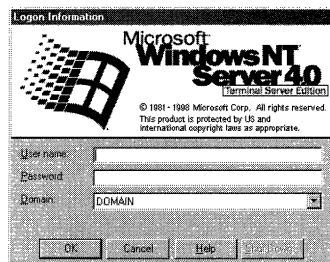 Logon Information
Microsoft
Windows NT
Server 4.0
Terminal Server Edition
© 1981 - 1998 Microsoft Corp. All rights reserved.
This product is protected by US and
international copyright laws as appropriate.
User name:
Password:
Domain: DOMAIN
OK Cancel Help Shut Down...